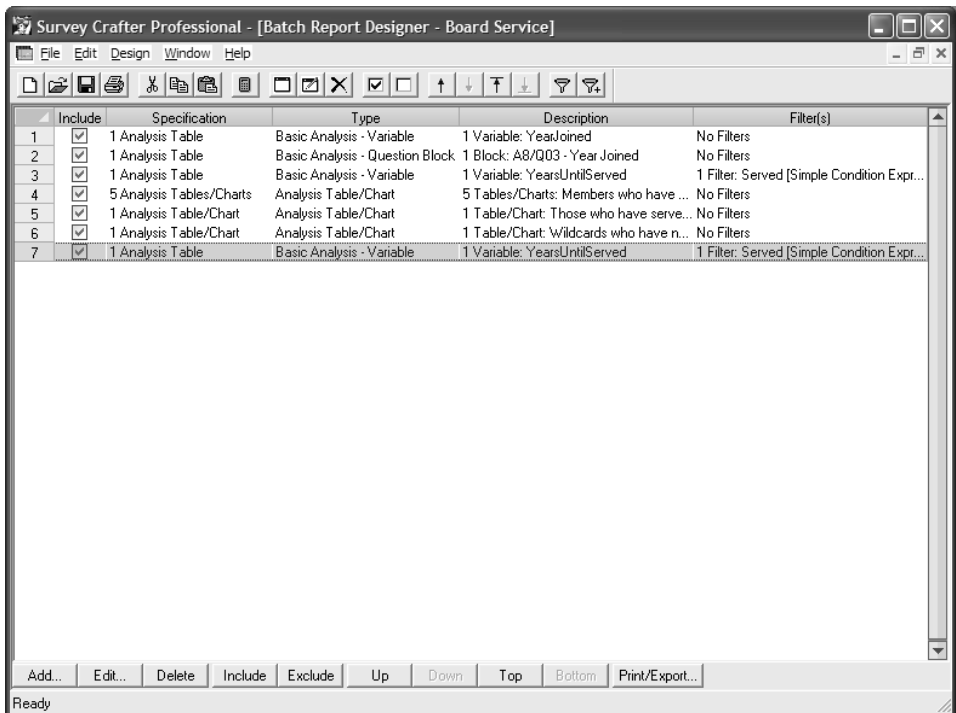 Survey Crafter Professional - [Batch Report Designer - Board Service]
File Edit Design Window Help
Include Specification Type Description Filter(s)
1 1 Analysis Table Basic Analysis - Variable 1 Variable: YearJoined No Filters
2 1 Analysis Table Basic Analysis - Question Block 1 Block: A8/Q03 - Year Joined No Filters
3 1 Analysis Table Basic Analysis - Variable 1 Variable: YearsUntilServed 1 Filter: Served [Simple Condition Expr...
4 5 Analysis Tables/Charts Analysis Table/Chart 5 Tables/Charts: Members who have ... No Filters
5 1 Analysis Table/Chart Analysis Table/Chart 1 Table/Chart: Those who have serve... No Filters
6 1 Analysis Table/Chart Analysis Table/Chart 1 Table/Chart: Wildcards who have n... No Filters
7 1 Analysis Table Basic Analysis - Variable 1 Variable: YearsUntilServed 1 Filter: Served [Simple Condition Expr...
Add... Edit... Delete Include Exclude Up Down Top Bottom Print/Export...
Ready